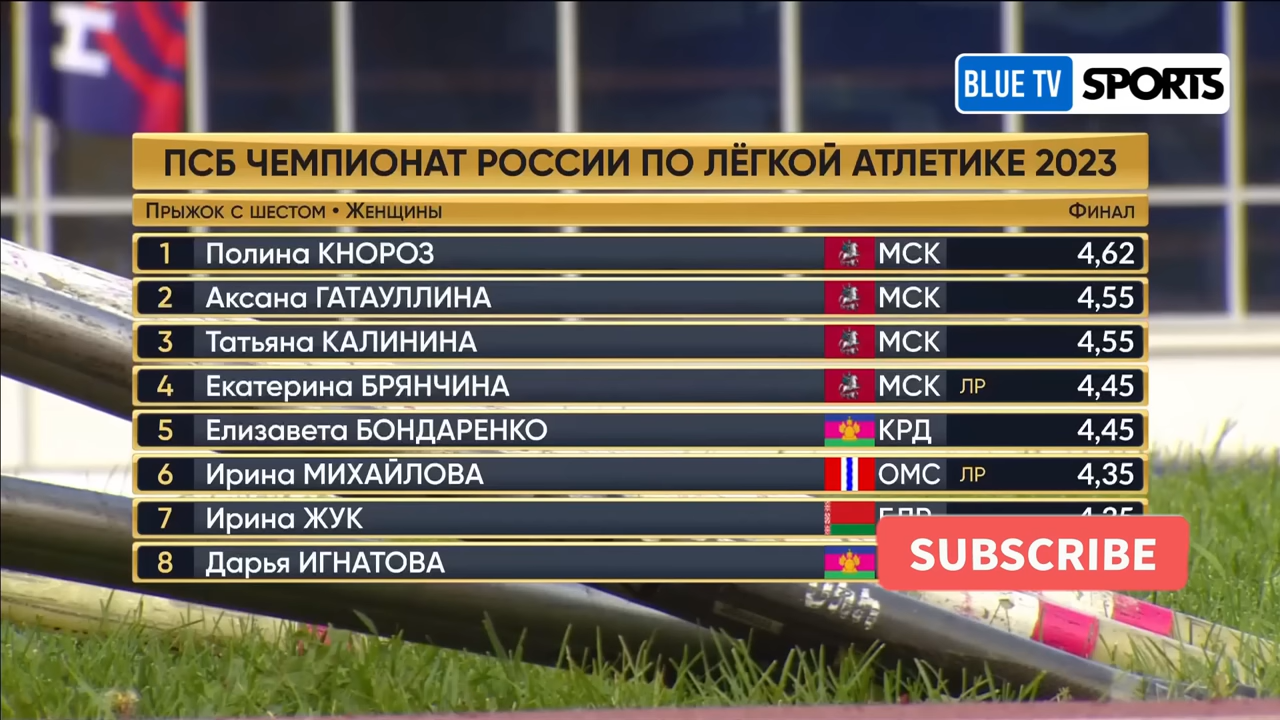 BLUE TV SPORTS
ПСБ ЧЕМПИОНАТ РОССИИ ПО ЛЁГКОЙ АТЛЕТИКЕ 2023
Прыжок с шестом • Женщины Финал
1 Полина КНОРОЗ МСК 4,62
2 Аксана ГАТАУЛЛИНА МСК 4,55
3 Татьяна КАЛИНИНА МСК 4,55
4 Екатерина БРЯНЧИНА МСК ЛР 4,45
5 Елизавета БОНДАРЕНКО КРД 4,45
6 Ирина МИХАЙЛОВА ОМС ЛР 4,35
7 Ирина ЖУК
8 Дарья ИГНАТОВА
SUBSCRIBE